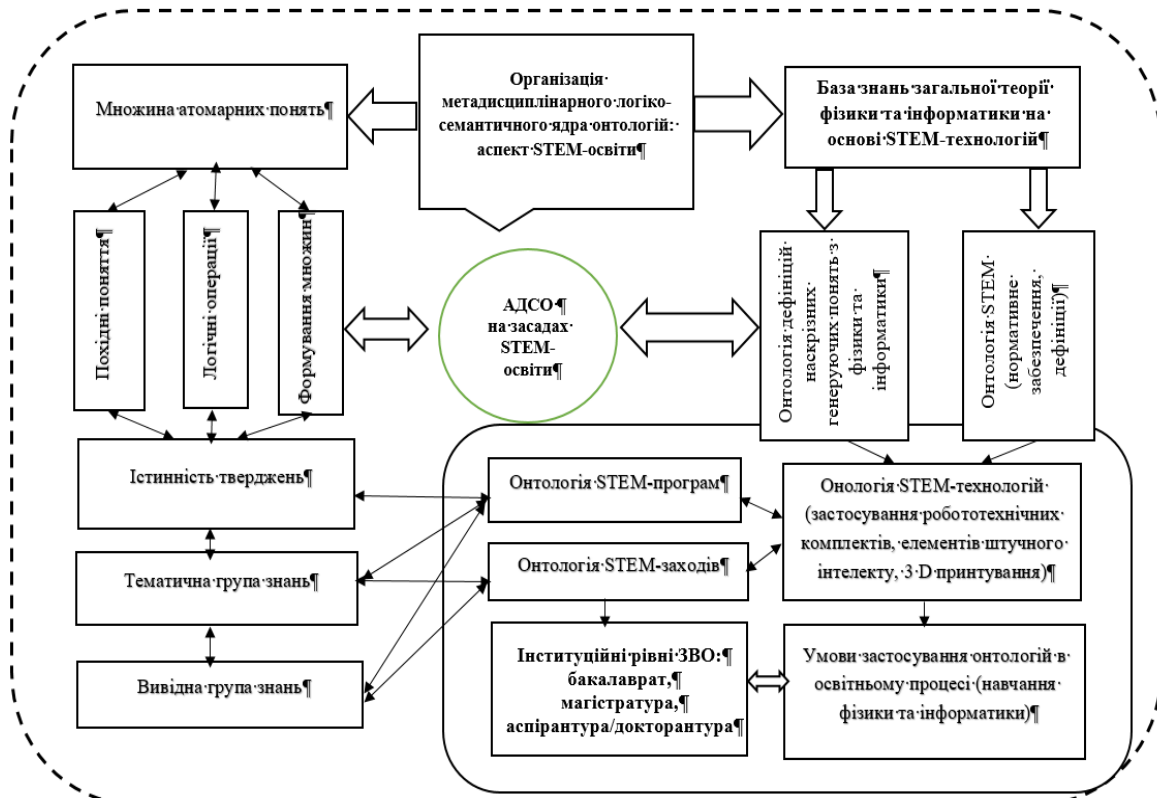 Множина·атомарних·понять¶
Організація·
метадисциплінарного·логіко-
семантичного·ядра·онтологій:·
аспект·STEM-освіти¶
База·знань·загальної·теорії·
фізики·та·інформатики·на·
основі·STEM-технологій¶
Похідні·поняття¶
Логічні·операції¶
Формування·множин¶
АДСО·¶
на·засадах·
STEM-
освіти¶
Онтологія·дефініцій·
наскрізних·
генеруючих·понять·з·
фізики·та·
інформатики¶
Онтологія·STEM·
(нормативне·
забезпечення,·
дефініції)¶
Істинність·тверджень¶
Тематична·група·знань¶
Вивідна·група·знань¶
Онтологія·STEM-програм¶
Онтологія·STEM-заходів¶
Онологія·STEM-технологій·
(застосування·робототехнічних·
комплектів,·елементів·штучного·
інтелекту,·3-D·принтування)¶
Інституційні·рівні·ЗВО:¶
бакалаврат,¶
магістратура,¶
аспірантура/докторантура¶
Умови·застосування·онтологій·в·
освітньому·процесі·(навчання·
фізики·та·інформатики)¶